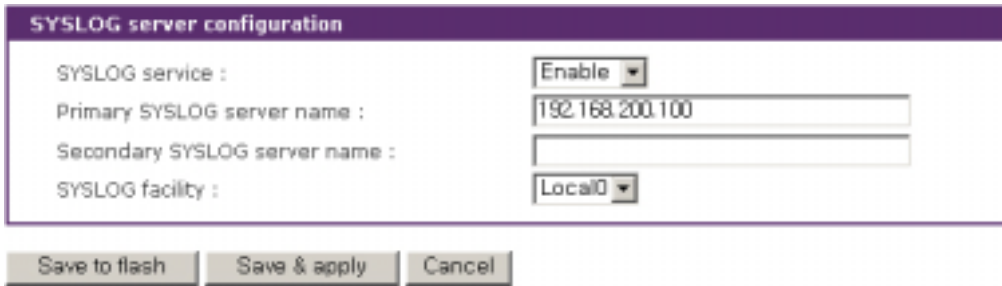 SYSLOG server configuration
SYSLOG service : Enable
Primary SYSLOG server name : 192.168.200.100
Secondary SYSLOG server name :
SYSLOG facility : Local0
Save to flash Save & apply Cancel